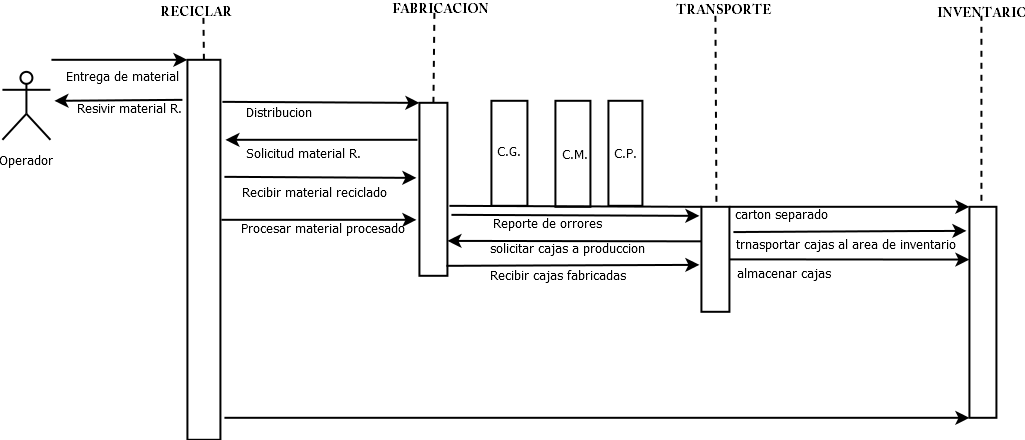 RECICLAR
FABRICACION
TRANSPORTE
INVENTARIO
Entrega de material
Resivir material R.
Operador
Distribucion
Solicitud material R.
Recibir material reciclado
Procesar material procesado
C.G.
C.M.
C.P.
Reporte de orrores
solicitar cajas a produccion
Recibir cajas fabricadas
carton separado
trnasportar cajas al area de inventario
almacenar cajas